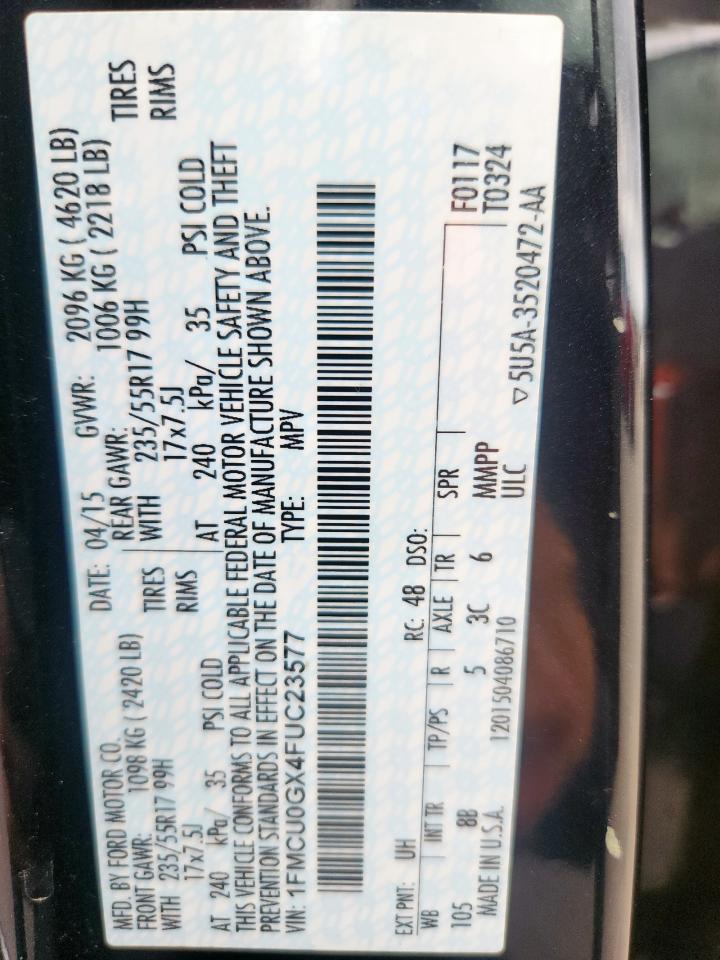 MFD. BY FORD MOTOR CO. DATE: 04/15 GVWR: 2096 KG ( 4620 LB)
FRONT GAWR: 1098 KG ( 2420 LB) REAR GAWR: 1006 KG ( 2218 LB)
WITH 235/55R17 99H TIRES WITH 235/55R17 99H TIRES
17x7.5J RIMS 17x7.5J RIMS
AT 240 kPa/ 35 PSI COLD AT 240 kPa/ 35 PSI COLD
THIS VEHICLE CONFORMS TO ALL APPLICABLE FEDERAL MOTOR VEHICLE SAFETY AND THEFT
PREVENTION STANDARDS IN EFFECT ON THE DATE OF MANUFACTURE SHOWN ABOVE.
VIN: 1FMCU0GX4FUC23577 TYPE: MPV
EXT PNT: UH RC: 48 DSO: F0117
WB INT TR TP/PS R AXLE TR SPR T0324
105 8B 5 3C 6 MMPP
MADE IN U.S.A. 1201504086710 ULC ▽5U5A-3520472-AA